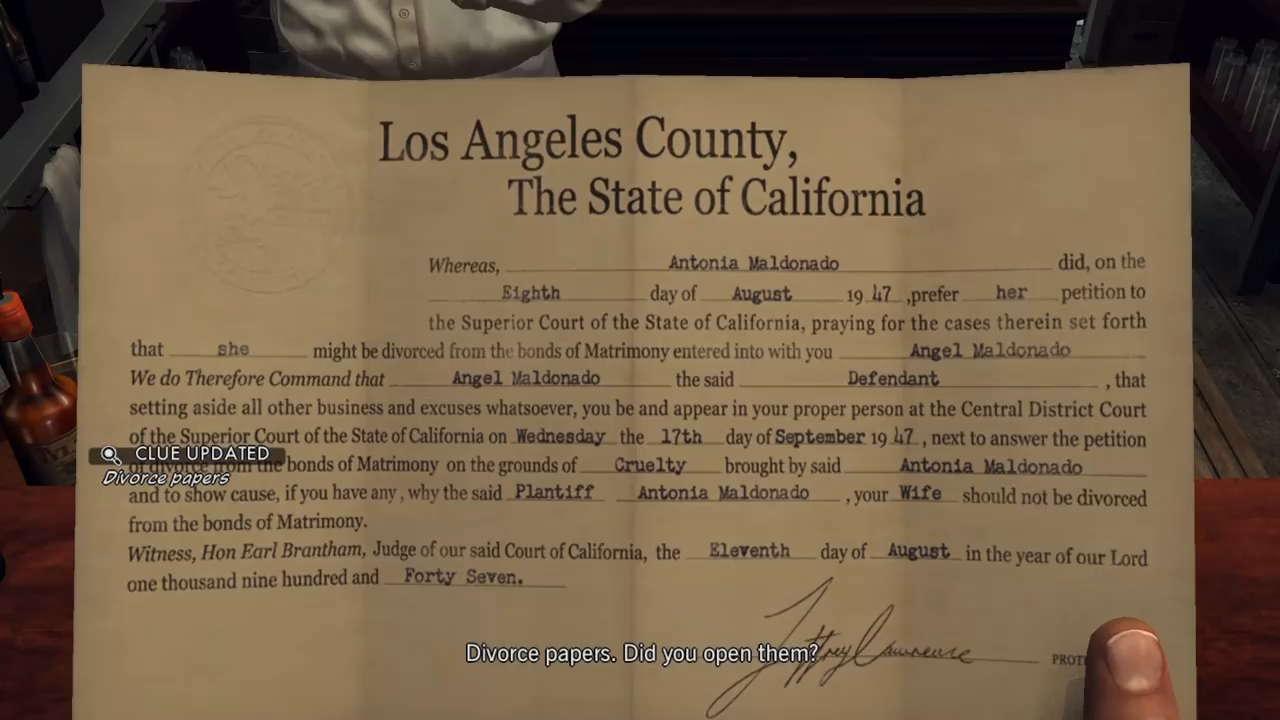 Los Angeles County,
The State of California
Whereas, Antonia Maldonado did, on the
Eighth day of August 19 47 ,prefer her petition to
the Superior Court of the State of California, praying for the cases therein set forth
that she might be divorced from the bonds of Matrimony entered into with you Angel Maldonado
We do Therefore Command that Angel Maldonado the said Defendant , that
setting aside all other business and excuses whatsoever, you be and appear in your proper person at the Central District Court
of the Superior Court of the State of California on Wednesday the 17th day of September 19 47 , next to answer the petition
CLUE UPDATED
of divorce from the bonds of Matrimony on the grounds of Cruelty brought by said Antonia Maldonado
Divorce papers
and to show cause, if you have any , why the said Plantiff Antonia Maldonado , your Wife should not be divorced
from the bonds of Matrimony.
Witness, Hon Earl Brantham, Judge of our said Court of California, the Eleventh day of August in the year of our Lord
one thousand nine hundred and Forty Seven.
Divorce papers. Did you open them?
Lawrence